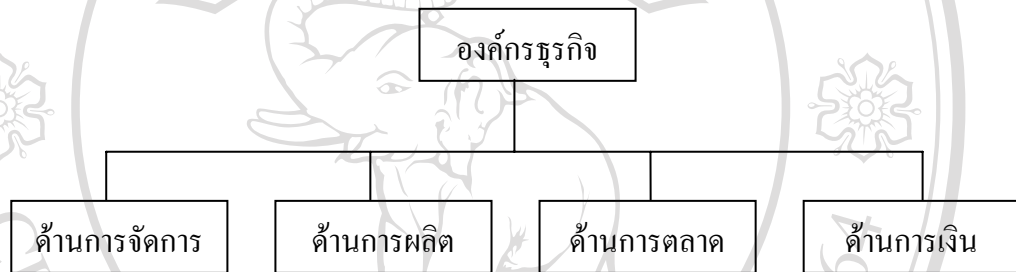 องค์กรธุรกิจ
ด้านการจัดการ
ด้านการผลิต
ด้านการตลาด
ด้านการเงิน